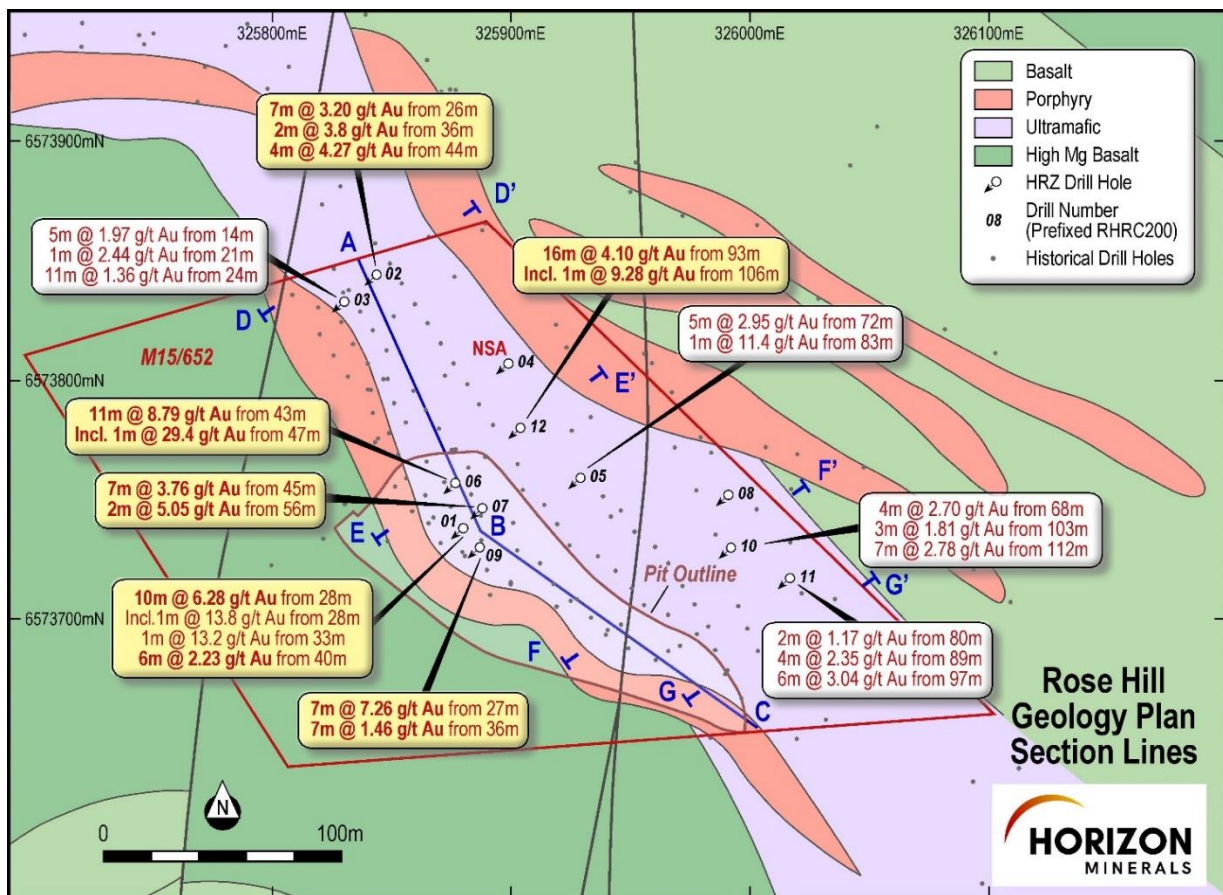 325800mE
325900mE
326000mE
326100mE
6573900mN
6573800mN
6573700mN
Basalt
Porphyry
Ultramafic
High Mg Basalt
HRZ Drill Hole
08
Drill Number
(Prefixed RHRC200)
Historical Drill Holes
7m @ 3.20 g/t Au from 26m
2m @ 3.8 g/t Au from 36m
4m @ 4.27 g/t Au from 44m
D'
A
5m @ 1.97 g/t Au from 14m
1m @ 2.44 g/t Au from 21m
11m @ 1.36 g/t Au from 24m
16m @ 4.10 g/t Au from 93m
Incl. 1m @ 9.28 g/t Au from 106m
02
03
D
5m @ 2.95 g/t Au from 72m
1m @ 11.4 g/t Au from 83m
M15/652
NSA
04
E'
11m @ 8.79 g/t Au from 43m
Incl. 1m @ 29.4 g/t Au from 47m
12
7m @ 3.76 g/t Au from 45m
2m @ 5.05 g/t Au from 56m
06
05
F'
08
07
01
B
E
09
10
4m @ 2.70 g/t Au from 68m
3m @ 1.81 g/t Au from 103m
7m @ 2.78 g/t Au from 112m
Pit Outline
11
G'
10m @ 6.28 g/t Au from 28m
Incl.1m @ 13.8 g/t Au from 28m
1m @ 13.2 g/t Au from 33m
6m @ 2.23 g/t Au from 40m
F
G
C
2m @ 1.17 g/t Au from 80m
4m @ 2.35 g/t Au from 89m
6m @ 3.04 g/t Au from 97m
7m @ 7.26 g/t Au from 27m
7m @ 1.46 g/t Au from 36m
Rose Hill
Geology Plan
Section Lines
N
0
100m
HORIZON
MINERALS